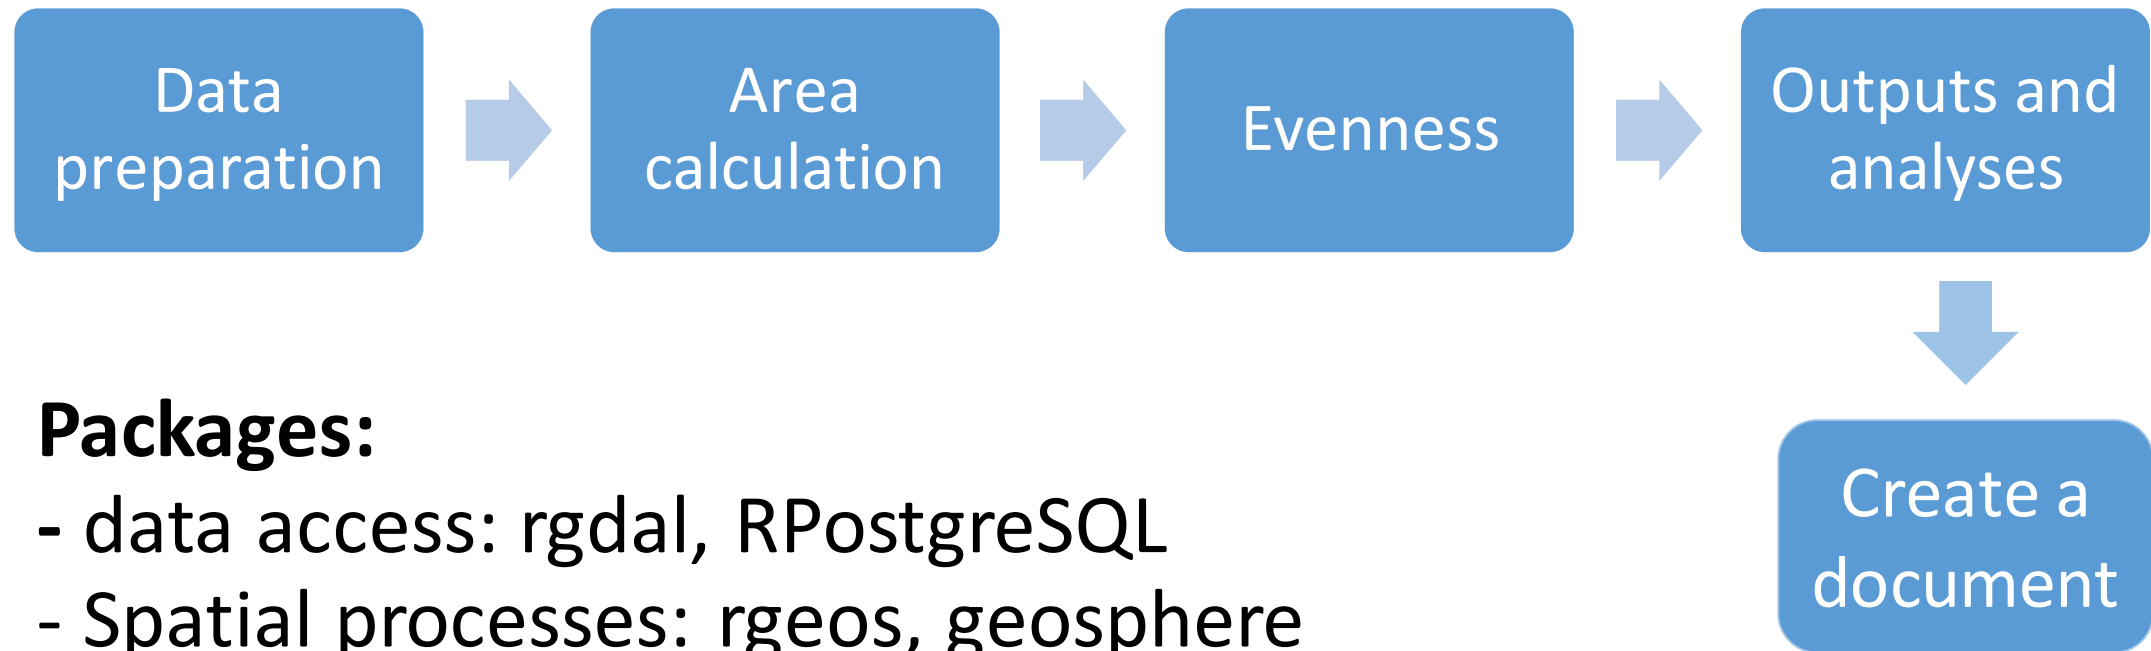 Data
preparation
Area
calculation
Evenness
Outputs and
analyses
Create a
document
Packages:
- data access: rgdal, RPostgreSQL
- Spatial processes: rgeos, geosphere